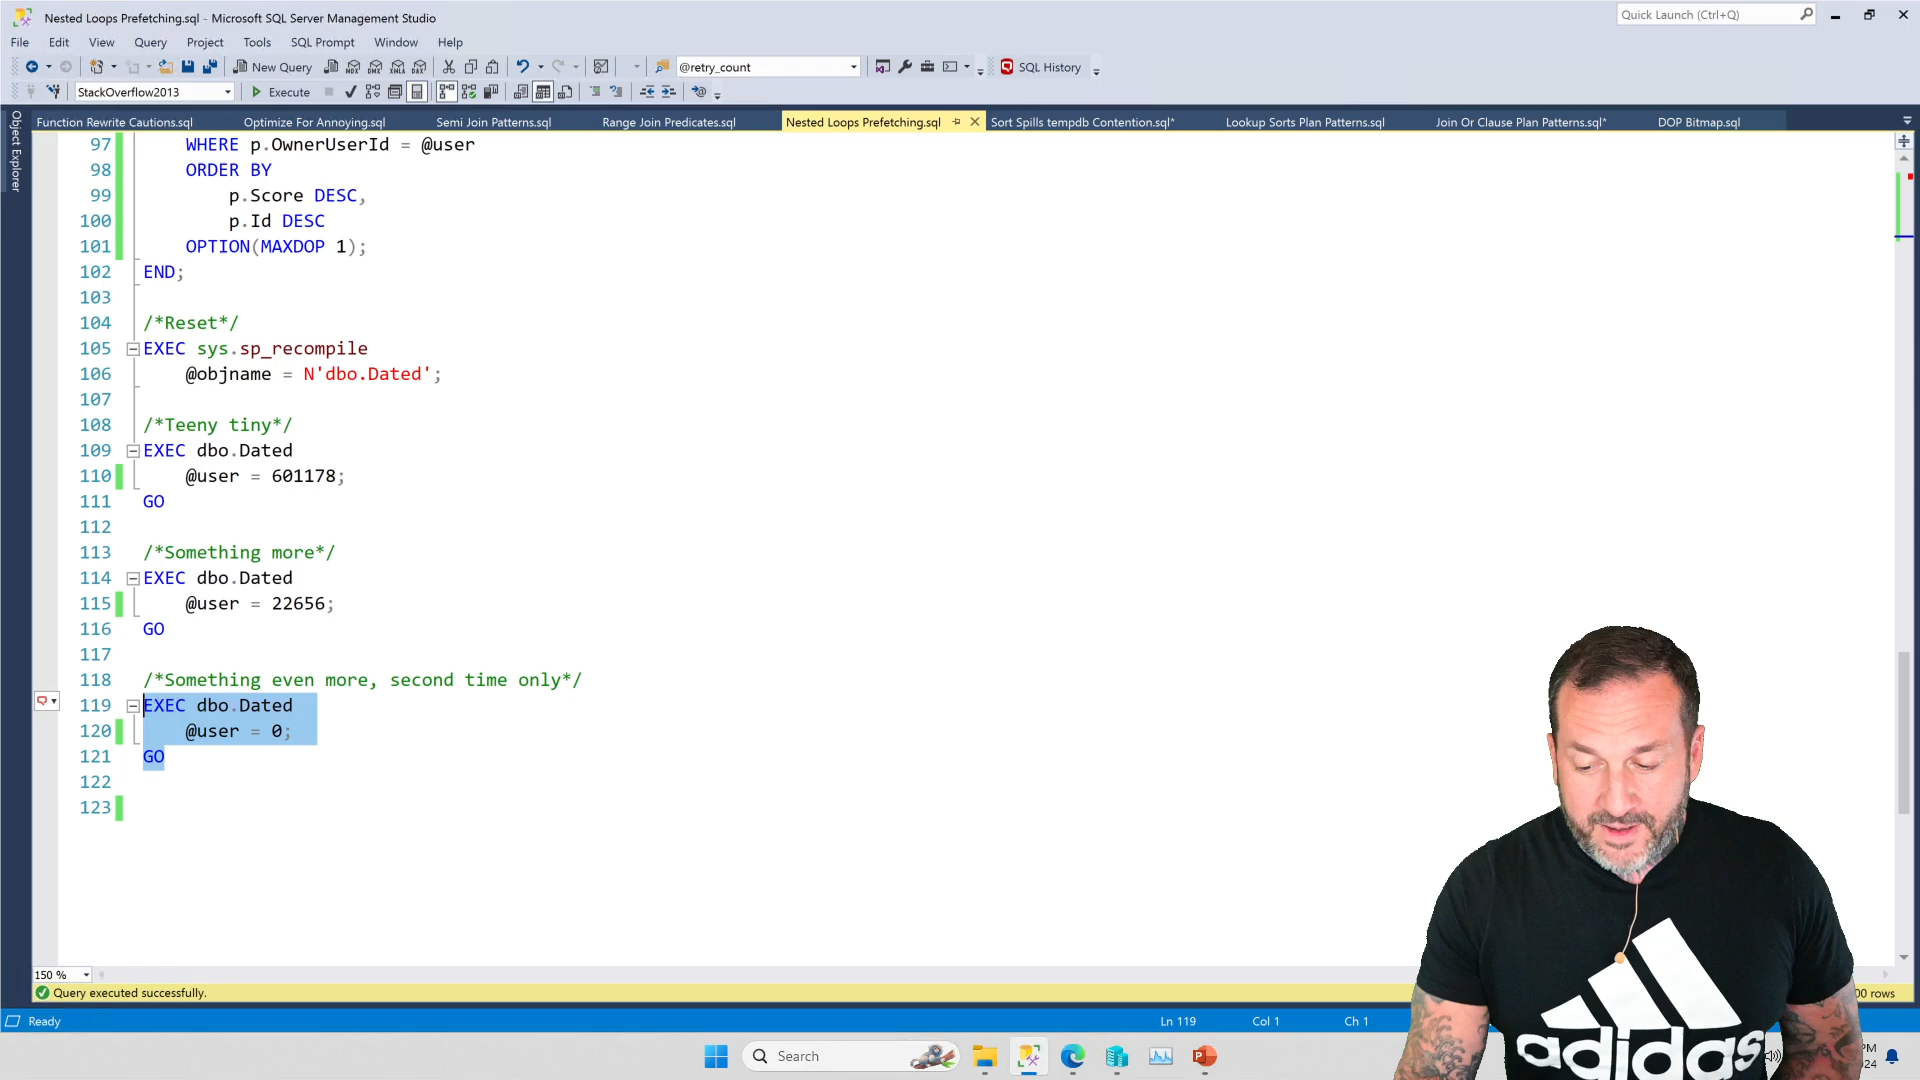 Nested Loops Prefetching.sql - Microsoft SQL Server Management Studio
Quick Launch (Ctrl+Q)
File Edit View Query Project Tools SQL Prompt Window Help
New Query
@retry_count
SQL History
StackOverflow2013
Execute
Object Explorer
Function Rewrite Cautions.sql
Optimize For Annoying.sql
Semi Join Patterns.sql
Range Join Predicates.sql
Nested Loops Prefetching.sql
Sort Spills tempdb Contention.sql*
Lookup Sorts Plan Patterns.sql
Join Or Clause Plan Patterns.sql*
DOP Bitmap.sql
97 WHERE p.OwnerUserId = @user
98 ORDER BY
99 p.Score DESC,
100 p.Id DESC
101 OPTION(MAXDOP 1);
102 END;
103
104 /*Reset*/
105 EXEC sys.sp_recompile
106 @objname = N'dbo.Dated';
107
108 /*Teeny tiny*/
109 EXEC dbo.Dated
110 @user = 601178;
111 GO
112
113 /*Something more*/
114 EXEC dbo.Dated
115 @user = 22656;
116 GO
117
118 /*Something even more, second time only*/
119 EXEC dbo.Dated
120 @user = 0;
121 GO
122
123
150 %
Query executed successfully.
00 rows
Ready
Ln 119
Col 1
Ch 1
Search
PM
24
adidas